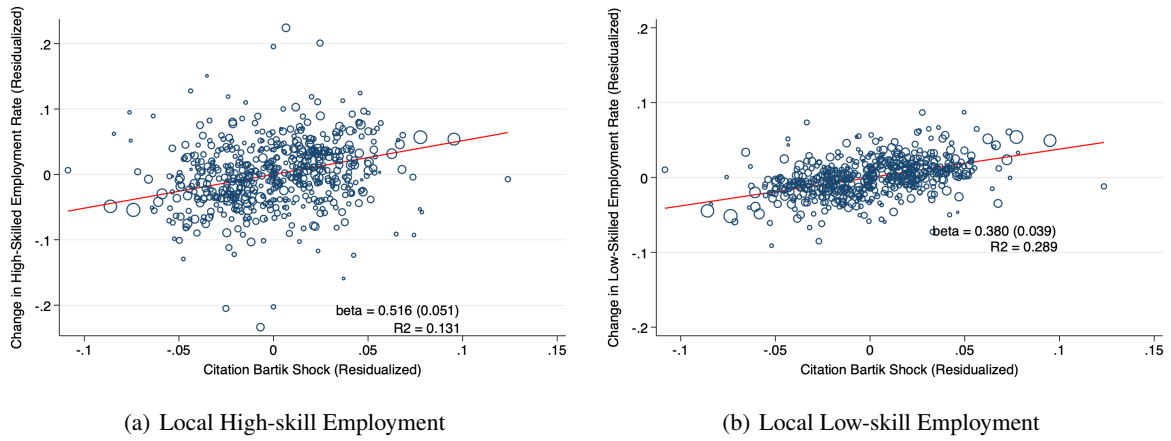 Change in High-Skilled Employment Rate (Residualized)
.2
.1
0
-.1
-.2
beta = 0.516 (0.051)
R2 = 0.131
-.1
-.05
0
.05
.1
.15
Citation Bartik Shock (Residualized)
(a) Local High-skill Employment
Change in Low-Skilled Employment Rate (Residualized)
.2
.1
0
-.1
-.2
beta = 0.380 (0.039)
R2 = 0.289
-.1
-.05
0
.05
.1
.15
Citation Bartik Shock (Residualized)
(b) Local Low-skill Employment